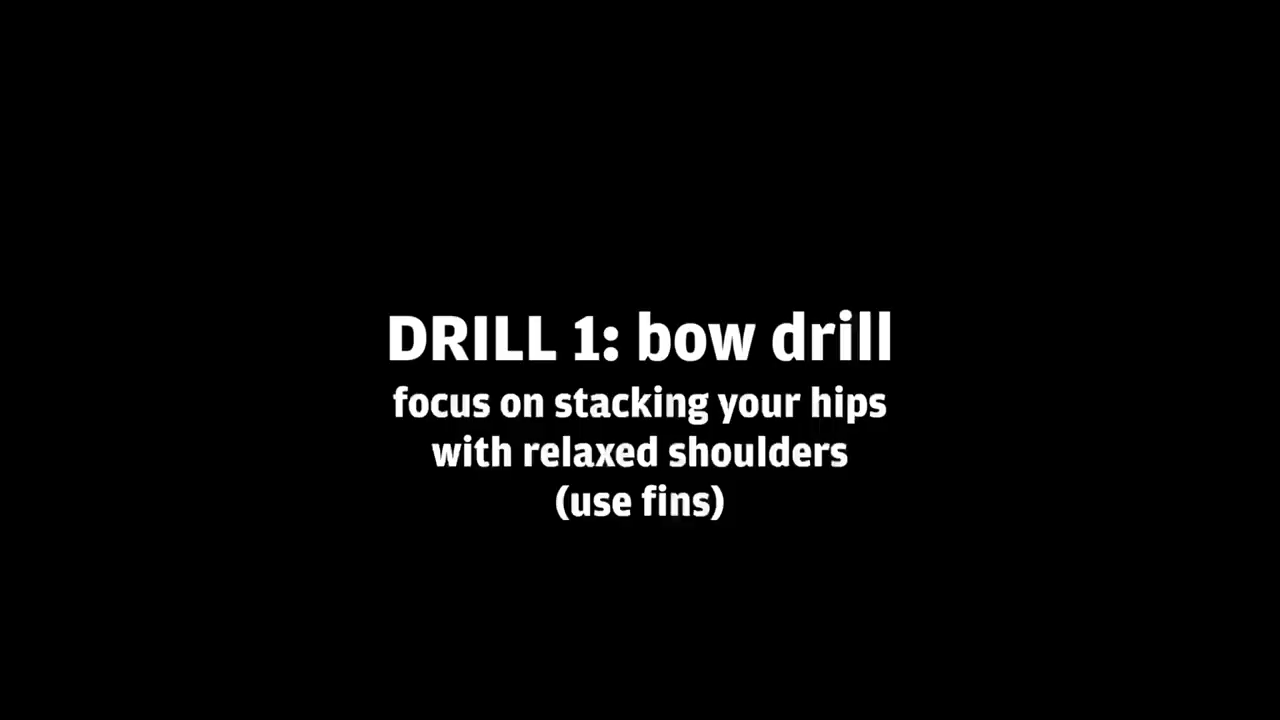 DRILL 1: bow drill
focus on stacking your hips
with relaxed shoulders
(use fins)